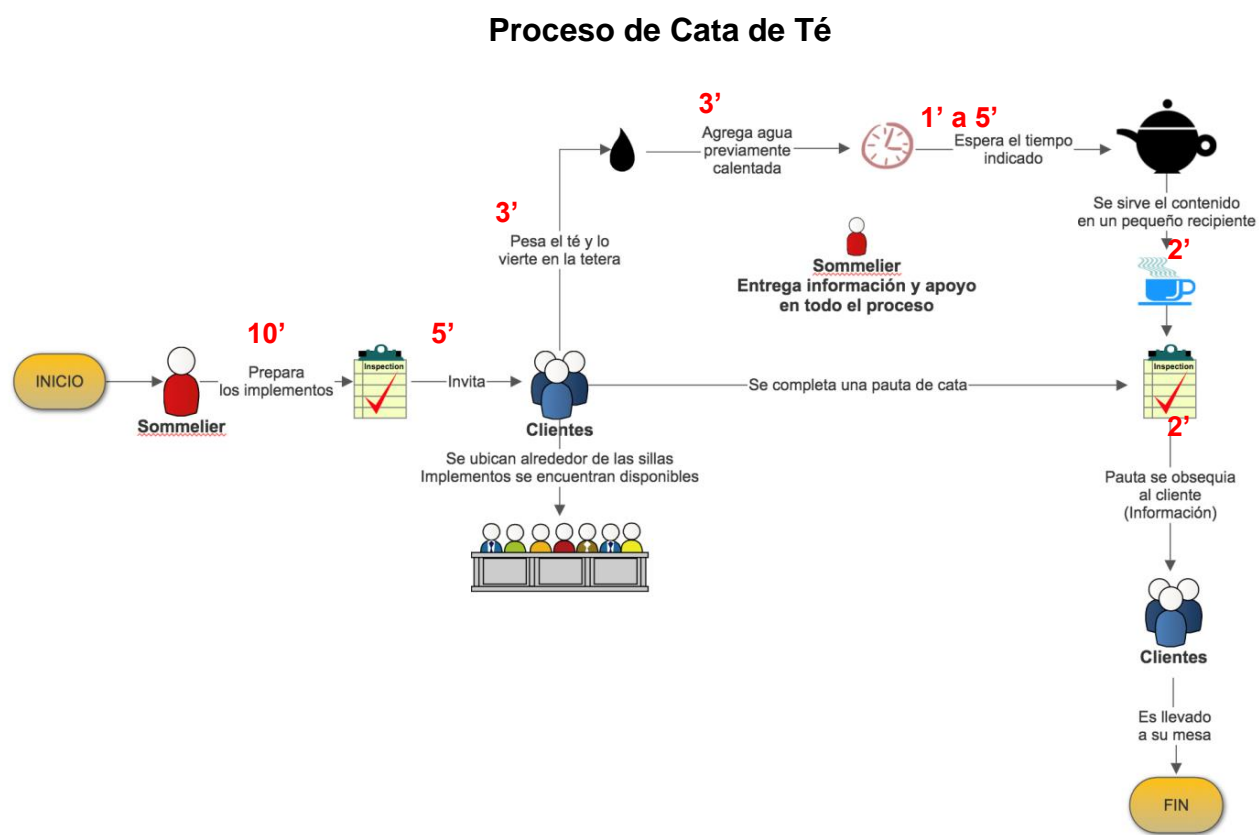 Proceso de Cata de Té
3’
Agrega agua
previamente
calentada
1’ a 5’
Espera el tiempo
indicado
3’
Pesa el té y lo
vierte en la tetera
Se sirve el contenido
en un pequeño recipiente
2’
Sommelier
Entrega información y apoyo
en todo el proceso
INICIO
Sommelier
10’
Prepara
los implementos
Inspection
5’
Invita
Clientes
Se completa una pauta de cata
Inspection
2’
Se ubican alrededor de las sillas
Implementos se encuentran disponibles
Pauta se obsequia
al cliente
(Información)
Clientes
Es llevado
a su mesa
FIN